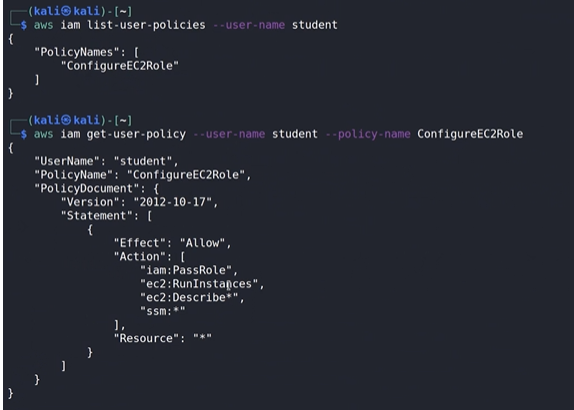 ┌──(kali㉿kali)-[~]
└─$ aws iam list-user-policies --user-name student
{
    "PolicyNames": [
        "ConfigureEC2Role"
    ]
}
┌──(kali㉿kali)-[~]
└─$ aws iam get-user-policy --user-name student --policy-name ConfigureEC2Role
{
    "UserName": "student",
    "PolicyName": "ConfigureEC2Role",
    "PolicyDocument": {
        "Version": "2012-10-17",
        "Statement": [
            {
                "Effect": "Allow",
                "Action": [
                    "iam:PassRole",
                    "ec2:RunInstances",
                    "ec2:Describe*",
                    "ssm:*"
                ],
                "Resource": "*"
            }
        ]
    }
}